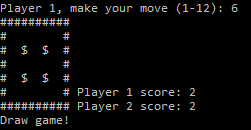 Player 1, make your move (1-12): 6
##########
#        #
#  $  $  #
#        #
#  $  $  #
#        # Player 1 score: 2
########## Player 2 score: 2
Draw game!